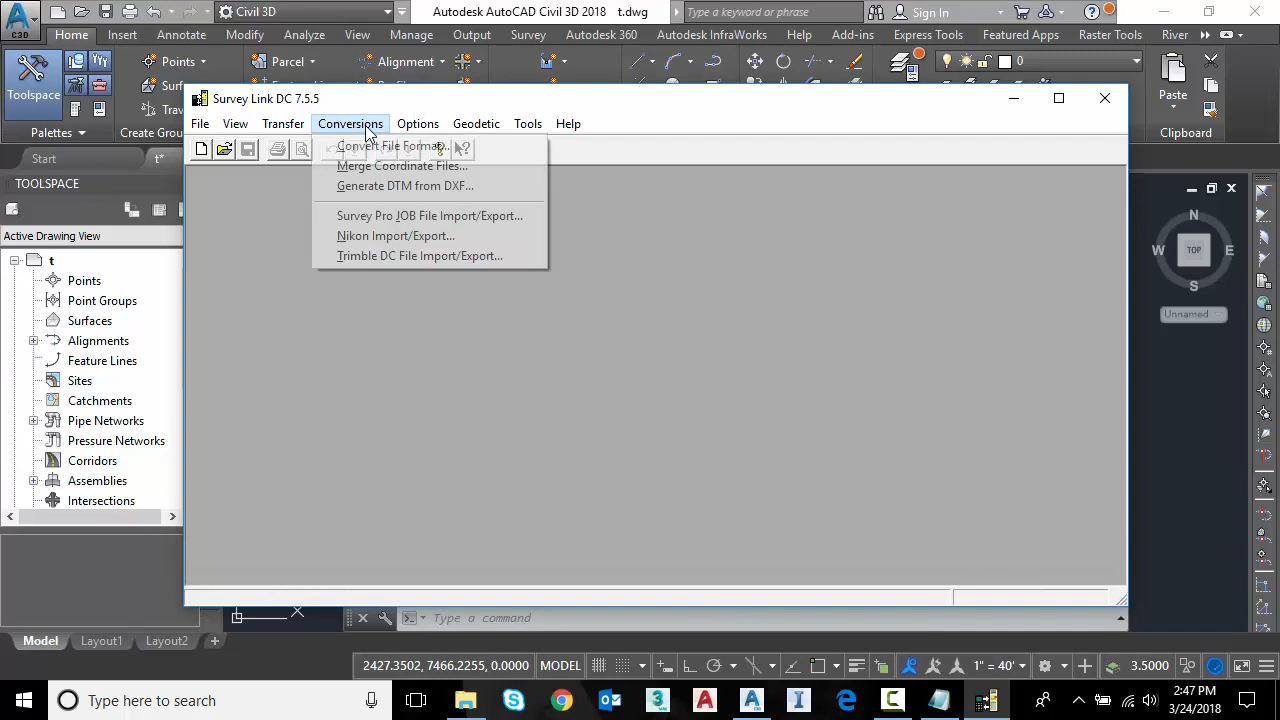 Civil 3D
Autodesk AutoCAD Civil 3D 2018 t.dwg
Type a keyword or phrase
Sign In
C3D
Home Insert Annotate Modify Analyze View Manage Output Survey Autodesk 360 Autodesk InfraWorks Help Add-ins Express Tools Featured Apps Raster Tools River
Toolspace
Points
Surf
Trav
Parcel
Alignment
0
Paste
Palettes
Create Grou
Clipboard
Survey Link DC 7.5.5
File View Transfer Conversions Options Geodetic Tools Help
Convert File Format...
Merge Coordinate Files...
Generate DTM from DXF...
Survey Pro JOB File Import/Export...
Nikon Import/Export...
Trimble DC File Import/Export...
Start
t*
TOOLSPACE
Active Drawing View
t
Points
Point Groups
Surfaces
Alignments
Feature Lines
Sites
Catchments
Pipe Networks
Pressure Networks
Corridors
Assemblies
Intersections
N
W TOP E
S
Unnamed
X
Type a command
Model Layout1 Layout2 +
2427.3502, 7466.2255, 0.0000 MODEL 1" = 40' 3.5000
Type here to search
2:47 PM
3/24/2018